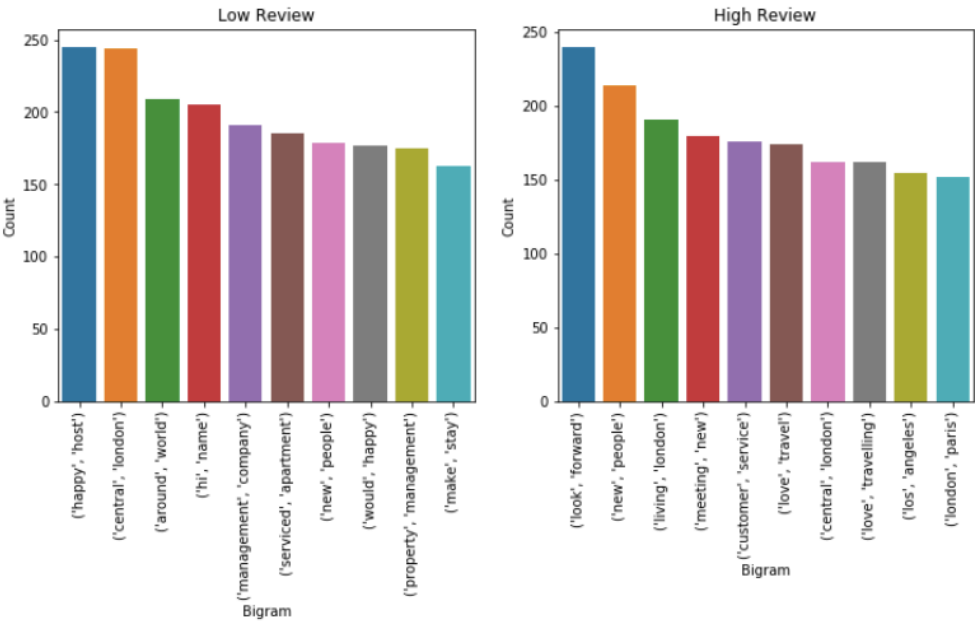 Low Review
250
200
150
100
50
0
Count
('happy', 'host')
('central', 'london')
('around', 'world')
('hi', 'name')
('management', 'company')
('serviced', 'apartment')
('new', 'people')
('would', 'happy')
('property', 'management')
('make', 'stay')
Bigram
High Review
250
200
150
100
50
0
Count
('look', 'forward')
('new', 'people')
('living', 'london')
('meeting', 'new')
('customer', 'service')
('love', 'travel')
('central', 'london')
('love', 'travelling')
('los', 'angeles')
('london', 'paris')
Bigram